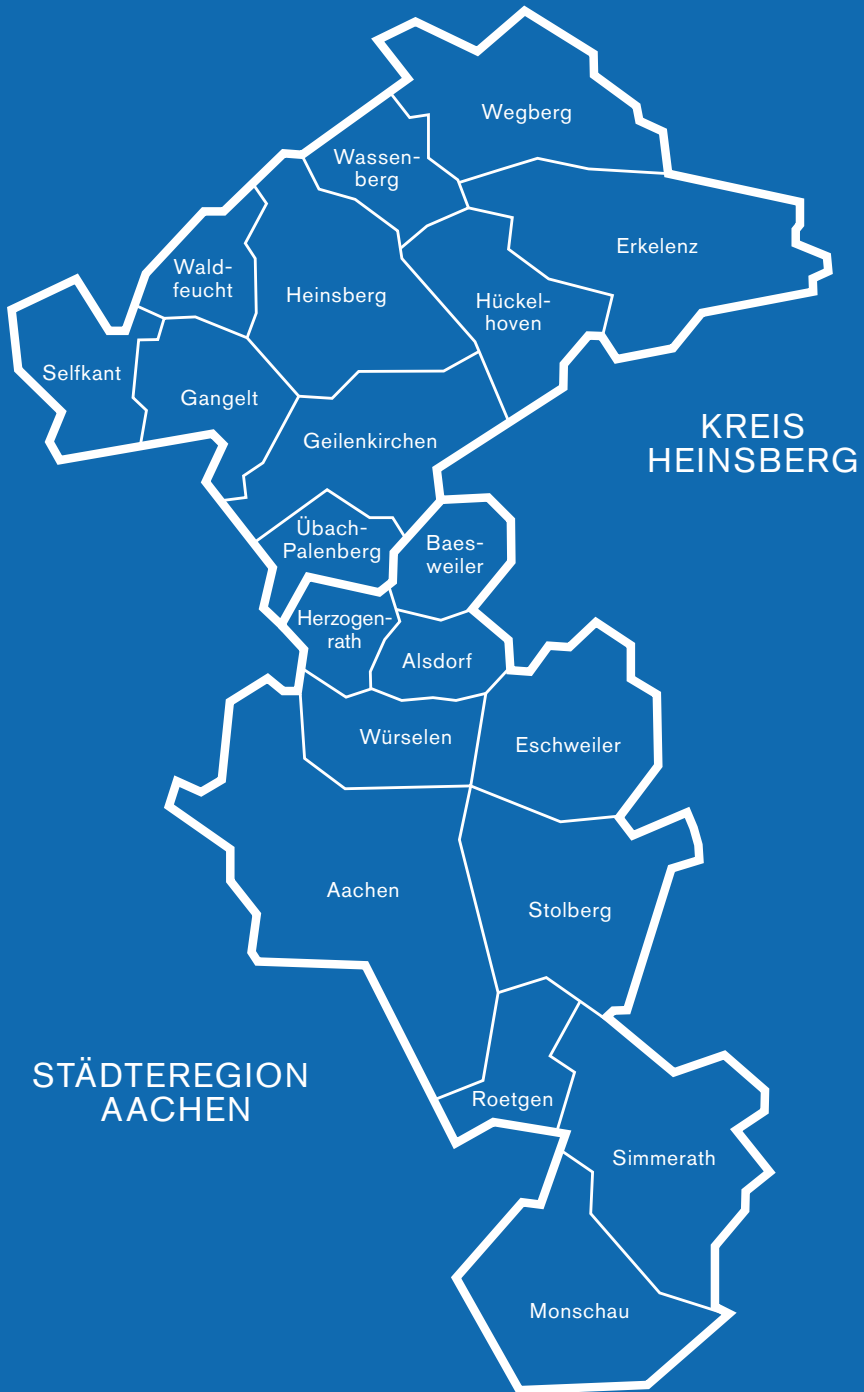 Wegberg
Wassen-
berg
Erkelenz
Wald-
feucht
Heinsberg
Hückel-
hoven
Selfkant
Gangelt
KREIS
HEINSBERG
Geilenkirchen
Übach-
Palenberg
Baes-
weiler
Herzogen-
rath
Alsdorf
Würselen
Eschweiler
Aachen
Stolberg
STÄDTEREGION
AACHEN
Roetgen
Simmerath
Monschau